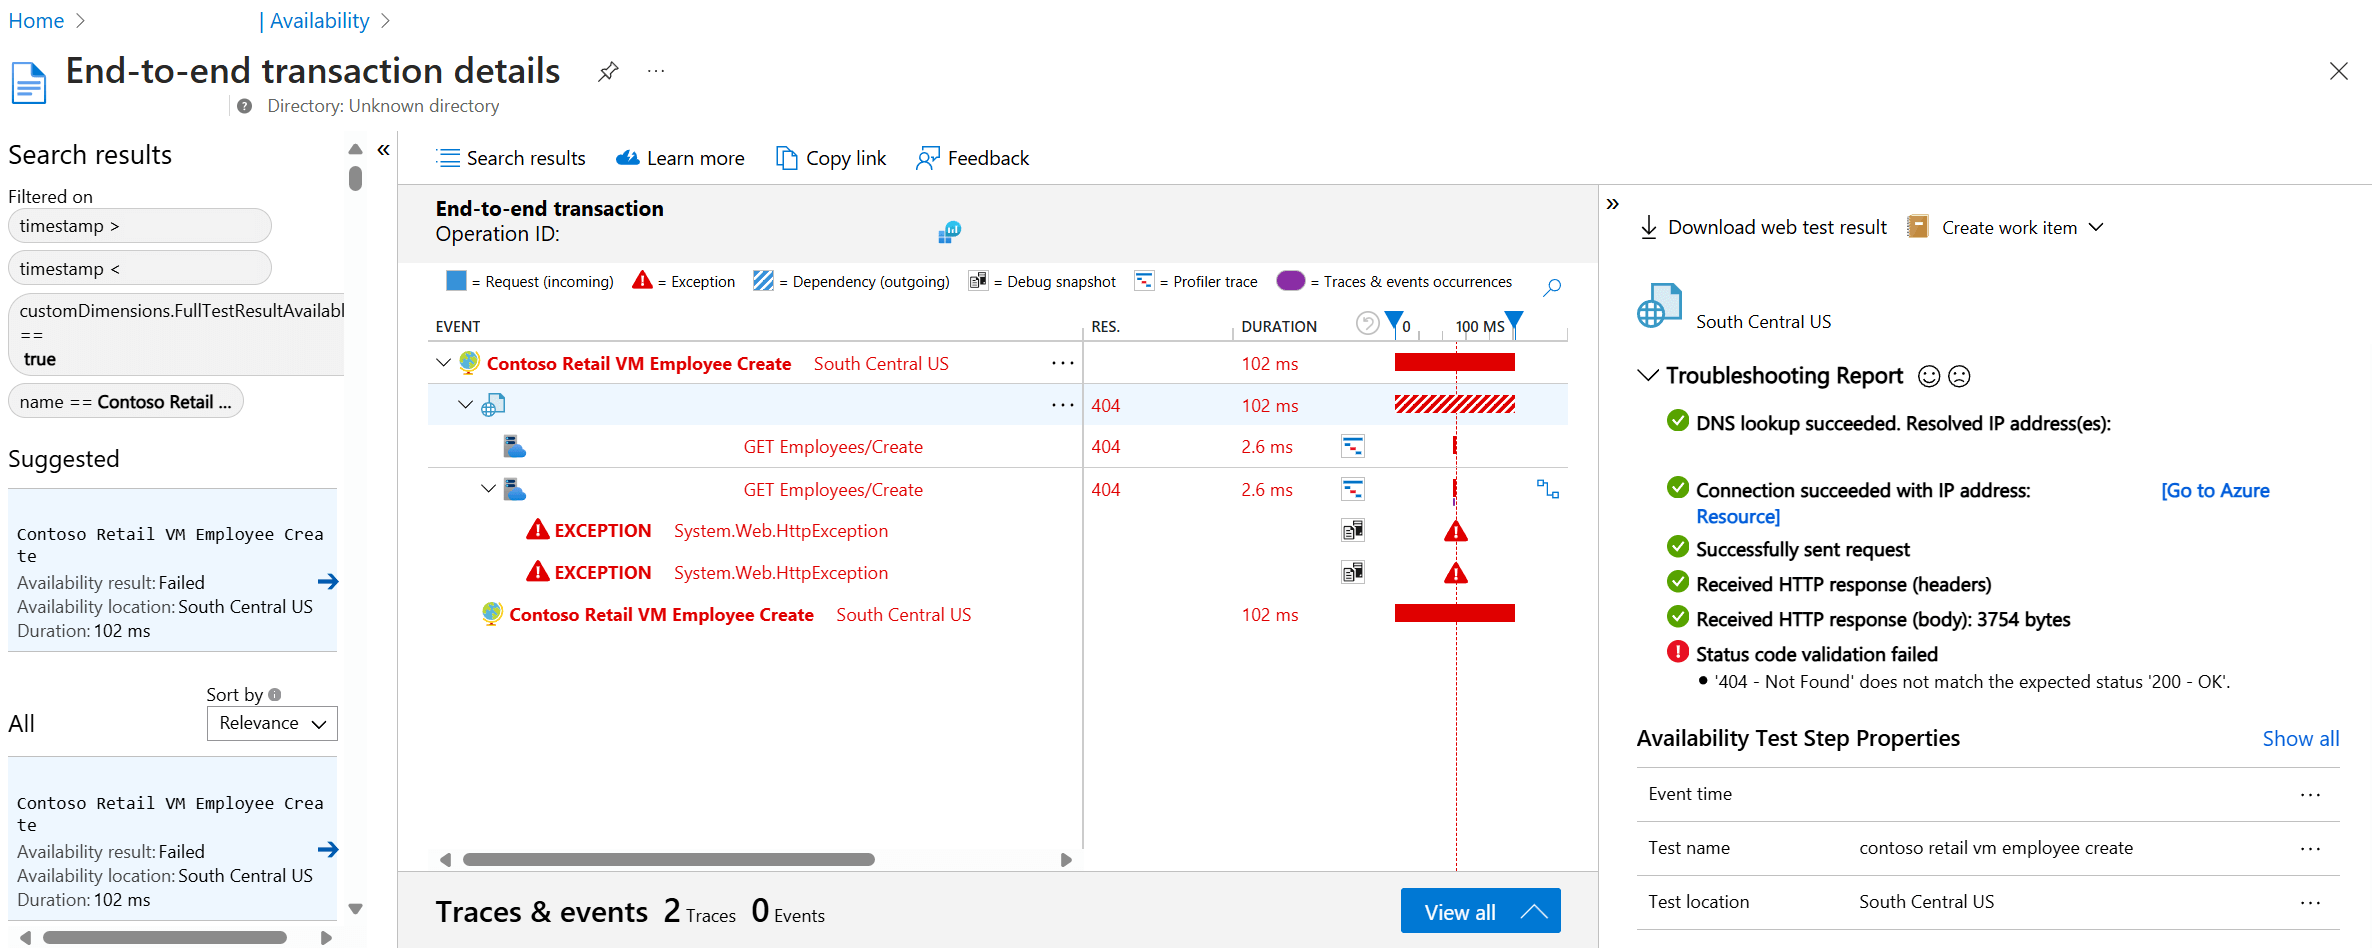 Home
| Availability
End-to-end transaction details
Directory: Unknown directory
Search results
Filtered on
timestamp >
timestamp <
customDimensions.FullTestResultAvailabl
==
true
name == Contoso Retail ...
Suggested
Contoso Retail VM Employee Crea
te
Availability result: Failed
Availability location: South Central US
Duration: 102 ms
Sort by
All
Relevance
Contoso Retail VM Employee Crea
te
Availability result: Failed
Availability location: South Central US
Duration: 102 ms
Search results Learn more Copy link Feedback
End-to-end transaction
Operation ID:
= Request (incoming) = Exception = Dependency (outgoing) = Debug snapshot = Profiler trace = Traces & events occurrences
EVENT RES. DURATION 0 100 MS
Contoso Retail VM Employee Create South Central US ... 102 ms
... 404 102 ms
GET Employees/Create 404 2.6 ms
GET Employees/Create 404 2.6 ms
EXCEPTION System.Web.HttpException
EXCEPTION System.Web.HttpException
Contoso Retail VM Employee Create South Central US 102 ms
Traces & events 2 Traces 0 Events
View all
Download web test result Create work item
South Central US
Troubleshooting Report
DNS lookup succeeded. Resolved IP address(es):
Connection succeeded with IP address: [Go to Azure
Resource]
Successfully sent request
Received HTTP response (headers)
Received HTTP response (body): 3754 bytes
Status code validation failed
• '404 - Not Found' does not match the expected status '200 - OK'.
Availability Test Step Properties Show all
Event time ...
Test name contoso retail vm employee create ...
Test location South Central US ...